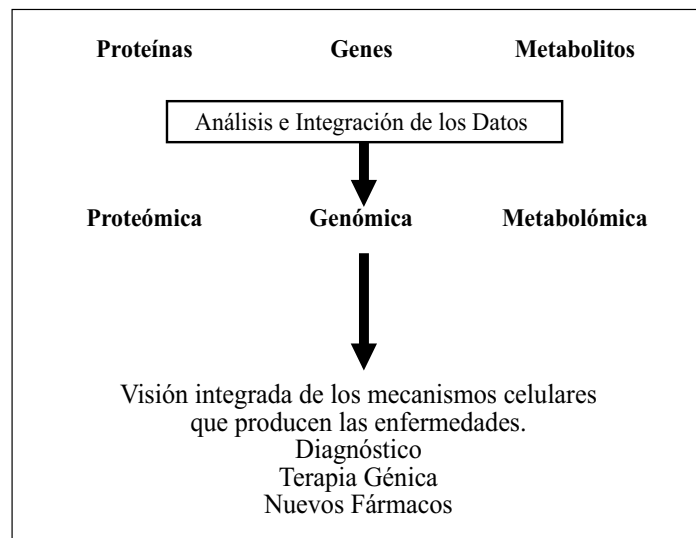 Proteínas Genes Metabolitos
Análisis e Integración de los Datos
Proteómica Genómica Metabolómica
Visión integrada de los mecanismos celulares
que producen las enfermedades.
Diagnóstico
Terapia Génica
Nuevos Fármacos